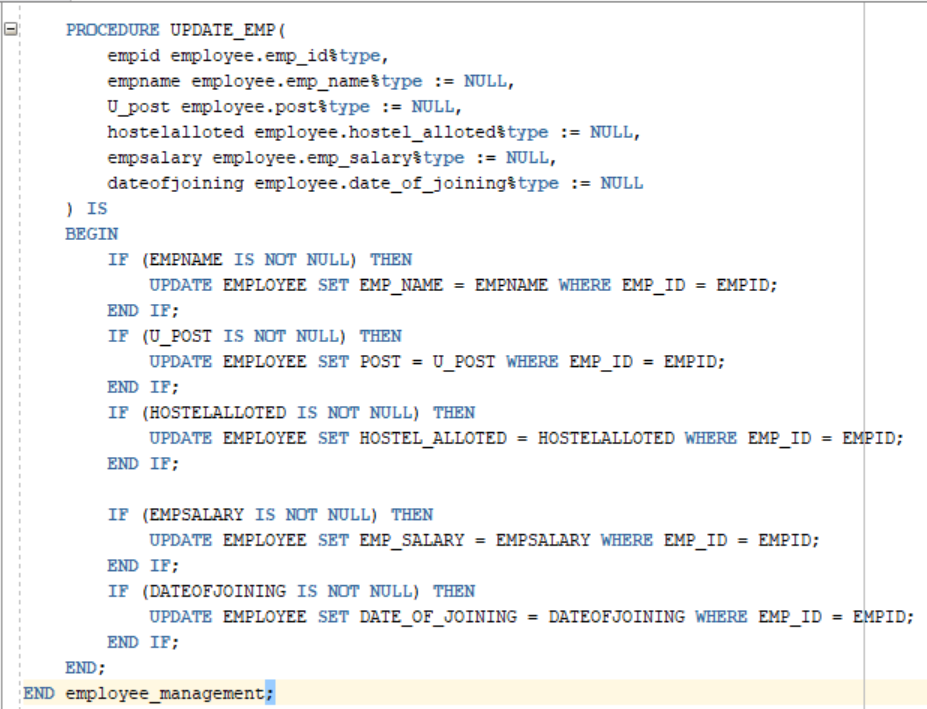 PROCEDURE UPDATE_EMP(
empid employee.emp_id%type,
empname employee.emp_name%type := NULL,
U_post employee.post%type := NULL,
hostelalloted employee.hostel_alloted%type := NULL,
empsalary employee.emp_salary%type := NULL,
dateofjoining employee.date_of_joining%type := NULL
) IS
BEGIN
IF (EMPNAME IS NOT NULL) THEN
UPDATE EMPLOYEE SET EMP_NAME = EMPNAME WHERE EMP_ID = EMPID;
END IF;
IF (U_POST IS NOT NULL) THEN
UPDATE EMPLOYEE SET POST = U_POST WHERE EMP_ID = EMPID;
END IF;
IF (HOSTELALLOTED IS NOT NULL) THEN
UPDATE EMPLOYEE SET HOSTEL_ALLOTED = HOSTELALLOTED WHERE EMP_ID = EMPID;
END IF;
IF (EMPSALARY IS NOT NULL) THEN
UPDATE EMPLOYEE SET EMP_SALARY = EMPSALARY WHERE EMP_ID = EMPID;
END IF;
IF (DATEOFJOINING IS NOT NULL) THEN
UPDATE EMPLOYEE SET DATE_OF_JOINING = DATEOFJOINING WHERE EMP_ID = EMPID;
END IF;
END;
END employee_management;